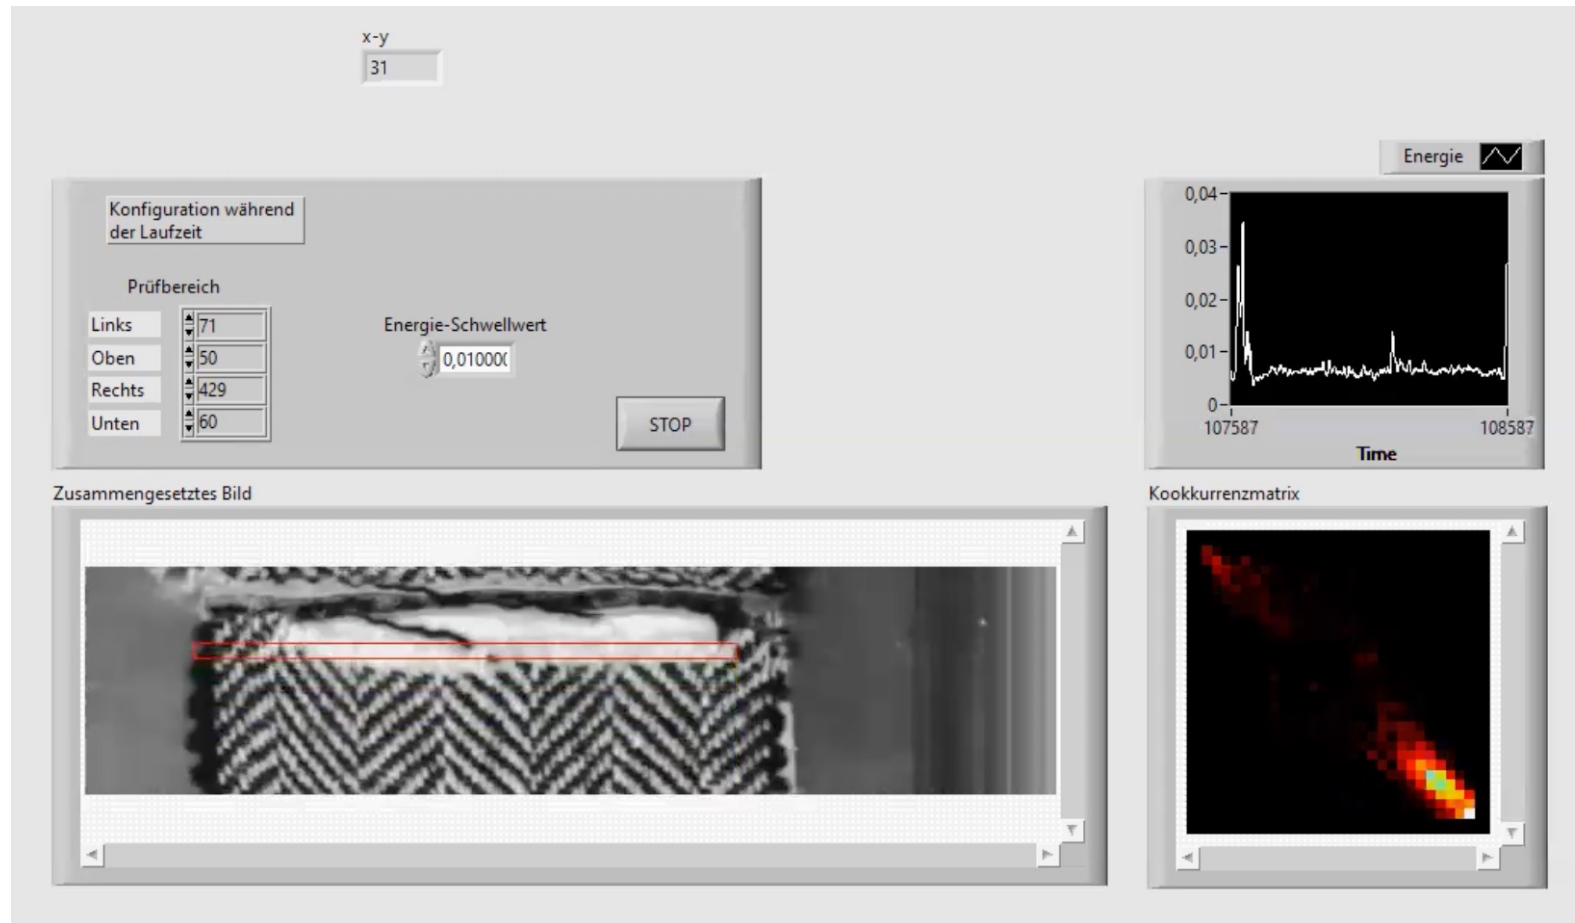 x-y
31
Energie
Konfiguration während
der Laufzeit
Prüfbereich
Links
71
Oben
50
Rechts
429
Unten
60
Energie-Schwellwert
0,010000
STOP
0,04
0,03
0,02
0,01
0
107587
108587
Time
Zusammengesetztes Bild
Kookkurrenzmatrix